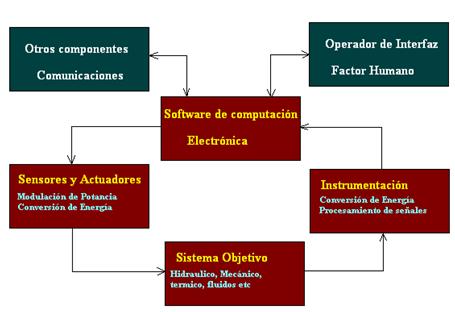 Otros componentes
Comunicaciones
Operador de Interfaz
Factor Humano
Software de computación
Electrónica
Sensores y Actuadores
Modulación de Potancia
Conversión de Energía
Instrumentación
Conversión de Energía
Procesamiento de señales
Sistema Objetivo
Hidraulico, Mecánico,
termico, fluidos etc